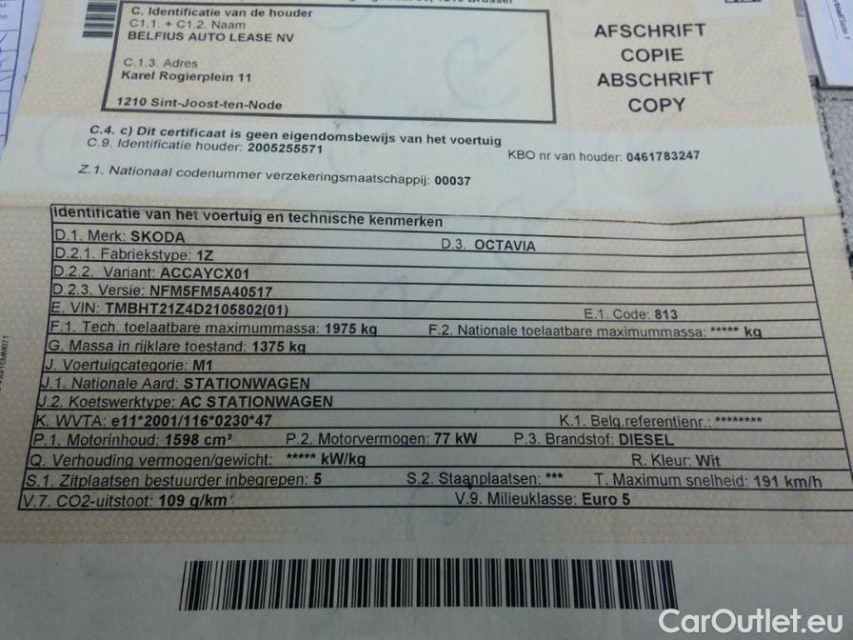 C. Identificatie van de houder
C1.1. + C1.2. Naam
BELFIUS AUTO LEASE NV
C.1.3. Adres
Karel Rogierplein 11
1210 Sint-Joost-ten-Node
AFSCHRIFT
COPIE
ABSCHRIFT
COPY
C.4. c) Dit certificaat is geen eigendomsbewijs van het voertuig
C.9. Identificatie houder: 2005255571 KBO nr van houder: 0461783247
Z.1. Nationaal codenummer verzekeringsmaatschappij: 00037
Identificatie van het voertuig en technische kenmerken
D.1. Merk: SKODA D.3. OCTAVIA
D.2.1. Fabriekstype: 1Z
D.2.2. Variant: ACCAYCX01
D.2.3. Versie: NFM5FM5A40517
E. VIN: TMBHT21Z4D2105802(01) E.1. Code: 813
F.1. Tech. toelaatbare maximummassa: 1975 kg F.2. Nationale toelaatbare maximummassa: ***** kg
G. Massa in rijklare toestand: 1375 kg
J. Voertuigcategorie: M1
J.1. Nationale Aard: STATIONWAGEN
J.2. Koetswerktype: AC STATIONWAGEN
K. WVTA: e11*2001/116*0230*47 K.1. Belg.referentienr.: ********
P.1. Motorinhoud: 1598 cm³ P.2. Motorvermogen: 77 kW P.3. Brandstof: DIESEL
Q. Verhouding vermogen/gewicht: ***** kW/kg R. Kleur: Wit
S.1. Zitplaatsen bestuurder inbegrepen: 5 S.2. Staanplaatsen: *** T. Maximum snelheid: 191 km/h
V.7. CO2-uitstoot: 109 g/km V.9. Milieuklasse: Euro 5
CarOutlet.eu